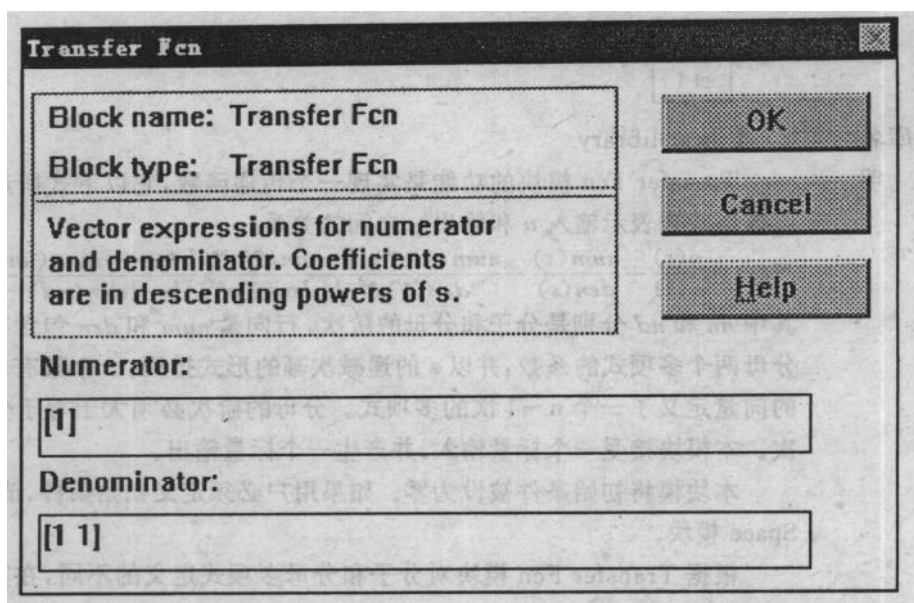 Transfer Fcn
Block name: Transfer Fcn
Block type: Transfer Fcn
Vector expressions for numerator
and denominator. Coefficients
are in descending powers of s.
Numerator:
[1]
Denominator:
[1 1]
OK
Cancel
Help